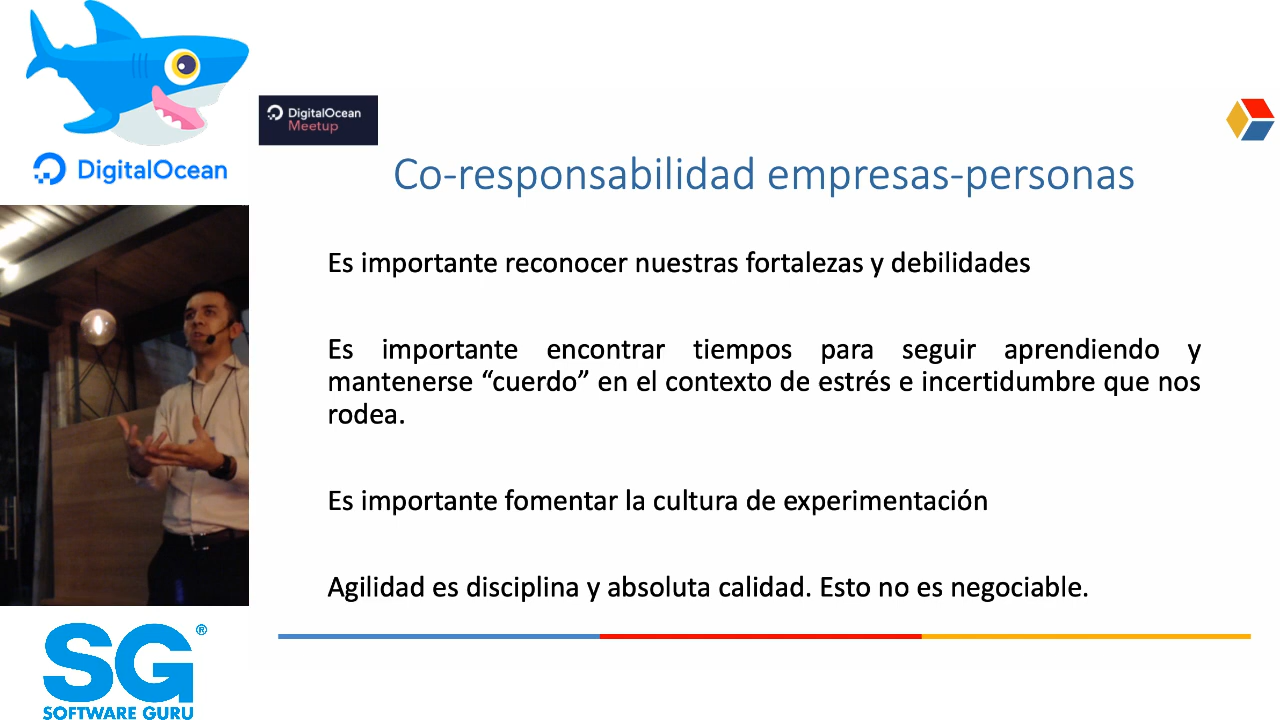 DigitalOcean
DigitalOcean
Meetup
Co-responsabilidad empresas-personas
Es importante reconocer nuestras fortalezas y debilidades
Es importante encontrar tiempos para seguir aprendiendo y
mantenerse “cuerdo” en el contexto de estrés e incertidumbre que nos
rodea.
Es importante fomentar la cultura de experimentación
Agilidad es disciplina y absoluta calidad. Esto no es negociable.
SG®
SOFTWARE GURU